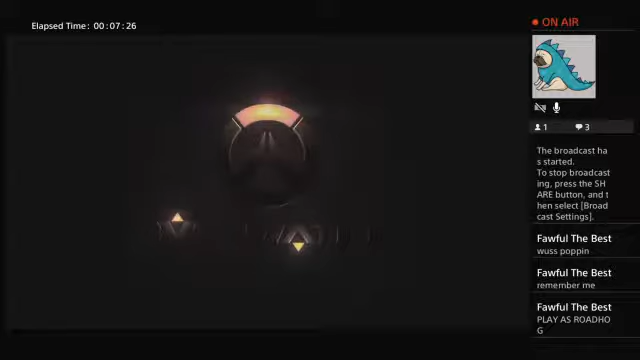 Elapsed Time: 00:07:26
ON AIR
1
3
The broadcast ha
s started.
To stop broadcast
ing, press the SH
ARE button, and t
hen select [Broad
cast Settings].
Fawful The Best
wuss poppin
Fawful The Best
remember me
Fawful The Best
PLAY AS ROADHO
G